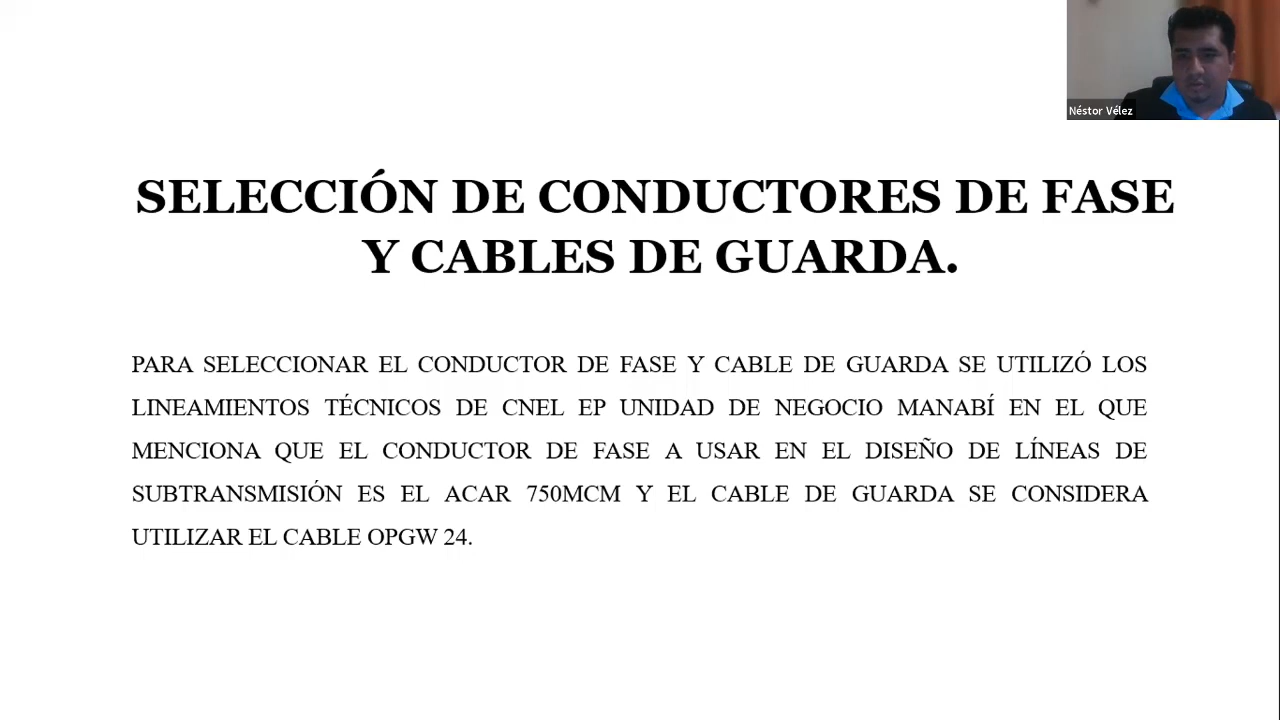 Néstor Vélez
SELECCIÓN DE CONDUCTORES DE FASE
Y CABLES DE GUARDA.
PARA SELECCIONAR EL CONDUCTOR DE FASE Y CABLE DE GUARDA SE UTILIZÓ LOS
LINEAMIENTOS TÉCNICOS DE CNEL EP UNIDAD DE NEGOCIO MANABÍ EN EL QUE
MENCIONA QUE EL CONDUCTOR DE FASE A USAR EN EL DISEÑO DE LÍNEAS DE
SUBTRANSMISIÓN ES EL ACAR 750MCM Y EL CABLE DE GUARDA SE CONSIDERA
UTILIZAR EL CABLE OPGW 24.